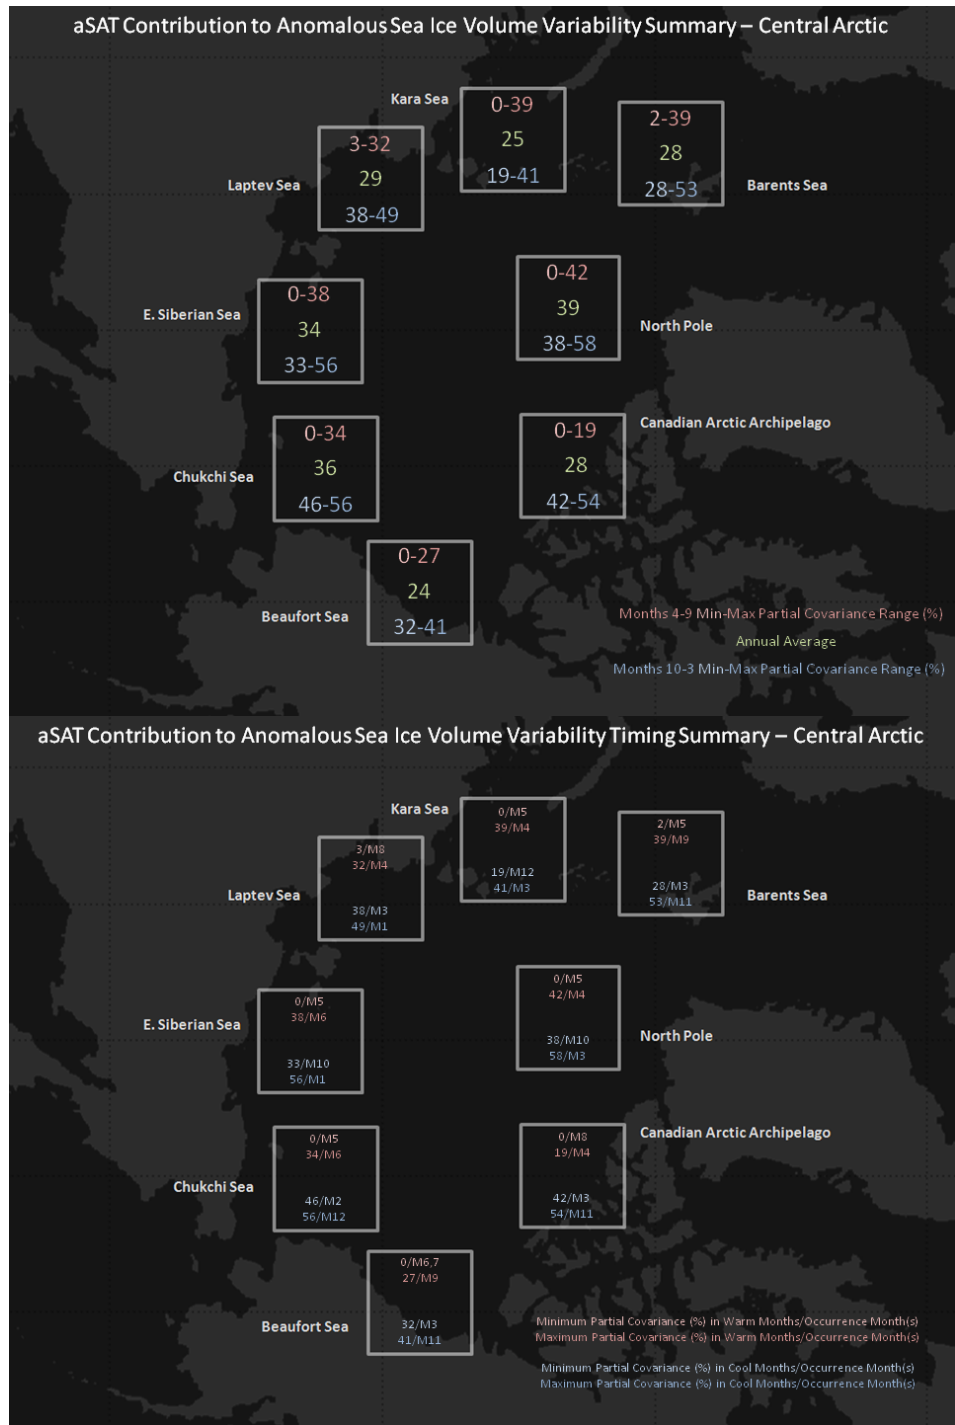 aSAT Contribution to Anomalous Sea Ice Volume Variability Summary – Central Arctic
Kara Sea
0-39
25
19-41
2-39
28
28-53
Barents Sea
Laptev Sea
3-32
29
38-49
E. Siberian Sea
0-38
34
33-56
0-42
39
38-58
North Pole
Chukchi Sea
0-34
36
46-56
0-19
28
42-54
Canadian Arctic Archipelago
Beaufort Sea
0-27
24
32-41
Months 4-9 Min-Max Partial Covariance Range (%)
Annual Average
Months 10-3 Min-Max Partial Covariance Range (%)
aSAT Contribution to Anomalous Sea Ice Volume Variability Timing Summary – Central Arctic
Kara Sea
0/M5
39/M4
19/M12
41/M3
2/M5
39/M9
28/M3
53/M11
Barents Sea
Laptev Sea
3/M8
32/M4
38/M3
49/M1
E. Siberian Sea
0/M5
38/M6
33/M10
56/M1
0/M5
42/M4
38/M10
58/M3
North Pole
Chukchi Sea
0/M5
34/M6
46/M2
56/M12
0/M8
19/M4
42/M3
54/M11
Canadian Arctic Archipelago
Beaufort Sea
0/M6,7
27/M9
32/M3
41/M11
Minimum Partial Covariance (%) in Warm Months/Occurrence Month(s)
Maximum Partial Covariance (%) in Warm Months/Occurrence Month(s)
Minimum Partial Covariance (%) in Cool Months/Occurrence Month(s)
Maximum Partial Covariance (%) in Cool Months/Occurrence Month(s)